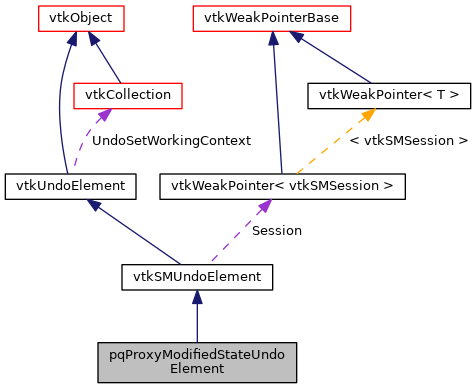 vtkObject
vtkWeakPointerBase
vtkCollection
vtkWeakPointer< T >
UndoSetWorkingContext
< vtkSMSession >
vtkUndoElement
vtkWeakPointer< vtkSMSession >
Session
vtkSMUndoElement
pqProxyModifiedStateUndo
Element